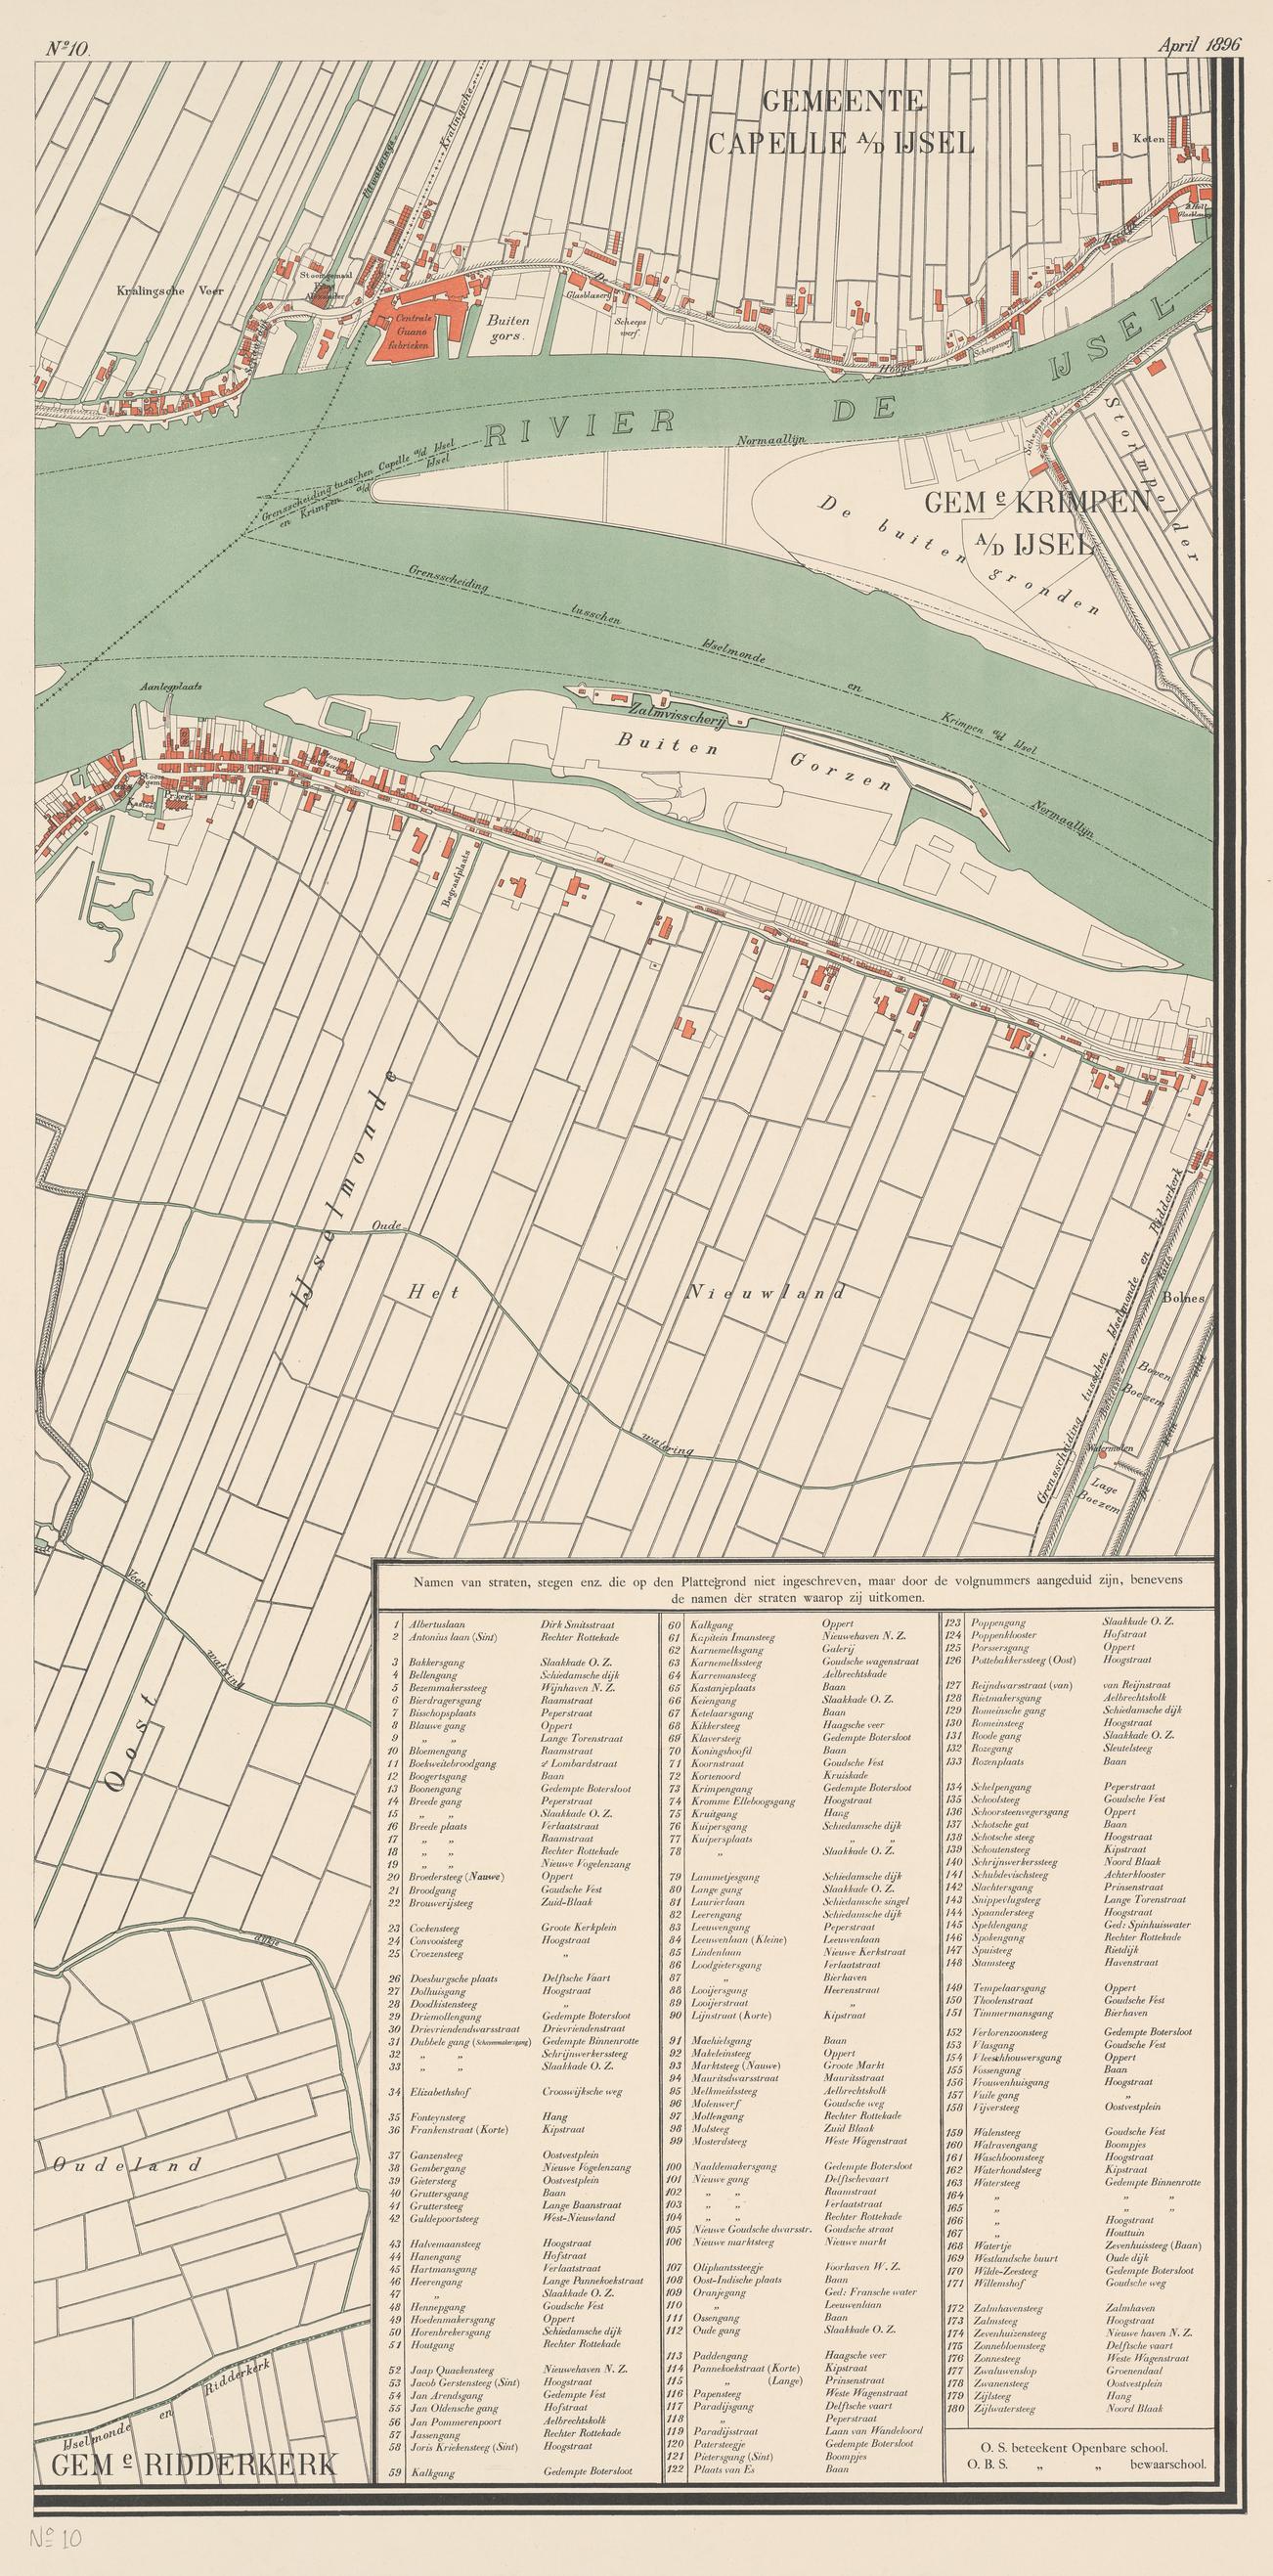 Nº 10.
April 1896
GEMEENTE
CAPELLE A/D IJSEL
Keten
Kralingsche
Uitwaterings
Kralingsche Veer
Stoomgemaal
Prins
Alexander
Centrale
Guano
fabrieken
Buiten
gors.
Glasblazerij
De
Scheeps
werf.
Hooge
Scheepswerf
Zeedijk
RIVIER DE IJSEL
Normaallijn
Scheepswerf
Stormpolder
Grensscheiding tusschen Capelle a/d IJsel
en Krimpen a/d IJsel
GEMe KRIMPEN
A/D IJSEL
De buiten gronden
Grensscheiding tusschen IJselmonde en Krimpen a/d IJsel
Normaallijn
Aanlegplaats
Zalmvisscherij
Buiten Gorzen
Kasteel
Begraafplaats
Oost IJselmonde
Oude watering
Het Nieuwland
Grensscheiding tusschen IJselmonde en Ridderkerk
Bolnes
Boven
Boezem
Watermolen
Lage
Boezem
Veen watering
dijkje
Oudeland
IJselmonde en Ridderkerk
GEMe RIDDERKERK
Namen van straten, stegen enz. die op den Plattegrond niet ingeschreven, maar door de volgnummers aangeduid zijn, benevens
de namen der straten waarop zij uitkomen.
1 Albertuslaan Dirk Smitsstraat
2 Antonius laan (Sint) Rechter Rottekade
3 Bakkersgang Slaakkade O. Z.
4 Bellengang Schiedamsche dijk
5 Bezemmakerssteeg Wijnhaven N. Z.
6 Bierdragersgang Raamstraat
7 Bisschopsplaats Peperstraat
8 Blauwe gang Oppert
9 „ „ Lange Torenstraat
10 Bloemengang Raamstraat
11 Boekweitebroodgang 2e Lombardstraat
12 Boogertsgang Baan
13 Boonengang Gedempte Botersloot
14 Breede gang Peperstraat
15 „ „ Slaakkade O. Z.
16 Breede plaats Verlaatstraat
17 „ „ Raamstraat
18 „ „ Rechter Rottekade
19 „ „ Nieuwe Vogelenzang
20 Broedersteeg (Nauwe) Oppert
21 Broodgang Goudsche Vest
22 Brouwerijsteeg Zuid-Blaak
23 Cockensteeg Groote Kerkplein
24 Convooisteeg Hoogstraat
25 Croezensteeg „
26 Doesburgsche plaats Delftsche Vaart
27 Dolhuisgang Hoogstraat
28 Doodkistensteeg „
29 Driemollengang Gedempte Botersloot
30 Drievriendendwarsstraat Drievriendenstraat
31 Dubbele gang (Schoenmakersgang) Gedempte Binnenrotte
32 „ „ Schrijnwerkerssteeg
33 „ „ Slaakkade O. Z.
34 Elizabethshof Crooswijksche weg
35 Fonteynsteeg Hang
36 Frankenstraat (Korte) Kipstraat
37 Ganzensteeg Oostvestplein
38 Gembergang Nieuwe Vogelenzang
39 Gietersteeg Oostvestplein
40 Gruttersgang Baan
41 Gruttersteeg Lange Baanstraat
42 Guldepoortsteeg West-Nieuwland
43 Halvemaansteeg Hoogstraat
44 Hanengang Hofstraat
45 Hartmansgang Verlaatstraat
46 Heerengang Lange Pannekoekstraat
47 „ Slaakkade O. Z.
48 Hennepgang Goudsche Vest
49 Hoedenmakersgang Oppert
50 Horenbrekersgang Schiedamsche dijk
51 Houtgang Rechter Rottekade
52 Jaap Quackensteeg Nieuwehaven N. Z.
53 Jacob Gerstensteeg (Sint) Hoogstraat
54 Jan Arendsgang Gedempte Vest
55 Jan Oldensche gang Hofstraat
56 Jan Pommerenpoort Aelbrechtskolk
57 Jassengang Rechter Rottekade
58 Joris Kriekensteeg (Sint) Hoogstraat
59 Kalkgang Gedempte Botersloot
60 Kalkgang Oppert
61 Kapitein Imansteeg Nieuwehaven N. Z.
62 Karnemelksgang Galerij
63 Karnemelkssteeg Goudsche wagenstraat
64 Karremansteeg Aelbrechtskade
65 Kastanjeplaats Baan
66 Keiengang Slaakkade O. Z.
67 Ketelaarsgang Baan
68 Kikkersteeg Haagsche veer
69 Klaversteeg Gedempte Botersloot
70 Koningshoofd Baan
71 Koornstraat Goudsche Vest
72 Kortenoord Kruiskade
73 Krimpengang Gedempte Botersloot
74 Kromme Elleboogsgang Hoogstraat
75 Kruitgang Hang
76 Kuipersgang Schiedamsche dijk
77 Kuipersplaats „ „
78 „ Slaakkade O. Z.
79 Lammetjesgang Schiedamsche dijk
80 Lange gang Slaakkade O. Z.
81 Laurierlaan Schiedamsche singel
82 Leerengang Schiedamsche dijk
83 Leeuwengang Peperstraat
84 Leeuwenlaan (Kleine) Leeuwenlaan
85 Lindenlaan Nieuwe Kerkstraat
86 Loodgietersgang Verlaatstraat
87 „ Bierhaven
88 Looijersgang Heerenstraat
89 Looijerstraat „
90 Lijnstraat (Korte) Kipstraat
91 Machielsgang Baan
92 Makeleinsteeg Oppert
93 Marktsteeg (Nauwe) Groote Markt
94 Mauritsdwarsstraat Mauritsstraat
95 Melkmeidssteeg Aelbrechtskolk
96 Molenwerf Goudsche weg
97 Mollengang Rechter Rottekade
98 Molsteeg Zuid Blaak
99 Mosterdsteeg Weste Wagenstraat
100 Naaldemakersgang Gedempte Botersloot
101 Nieuwe gang Delftschevaart
102 „ „ Raamstraat
103 „ „ Verlaatstraat
104 „ „ Rechter Rottekade
105 Nieuwe Goudsche dwarsstr. Goudsche straat
106 Nieuwe marktsteeg Nieuwe markt
107 Oliphantssteegje Voorhaven W. Z.
108 Oost-Indische plaats Baan
109 Oranjegang Ged: Fransche water
110 „ Leeuwenlaan
111 Ossengang Baan
112 Oude gang Slaakkade O. Z.
113 Paddengang Haagsche veer
114 Pannekoekstraat (Korte) Kipstraat
115 „ (Lange) Prinsenstraat
116 Papensteeg Weste Wagenstraat
117 Paradijsgang Delftsche vaart
118 „ Peperstraat
119 Paradijsstraat Laan van Wandeloord
120 Patersteegje Gedempte Botersloot
121 Pietersgang (Sint) Boompjes
122 Plaats van Es Baan
123 Poppengang Slaakkade O. Z.
124 Poppenklooster Hofstraat
125 Porsiersgang Oppert
126 Pottebakkerssteeg (Oost) Hoogstraat
127 Reijndwarsstraat (van) van Reijnstraat
128 Rietmakersgang Aelbrechtskolk
129 Romeinsche gang Schiedamsche dijk
130 Romeinsteeg Hoogstraat
131 Roode gang Slaakkade O. Z.
132 Rozegang Sleutelsteeg
133 Rozenplaats Baan
134 Schelpengang Peperstraat
135 Schoolsteeg Goudsche Vest
136 Schoorsteenvegersgang Oppert
137 Schotsche gat Baan
138 Schotsche steeg Hoogstraat
139 Schoutensteeg Kipstraat
140 Schrijnwerkerssteeg Noord Blaak
141 Schubdevischsteeg Achterklooster
142 Slachtersgang Prinsenstraat
143 Snippevlugsteeg Lange Torenstraat
144 Spaandersteeg Hoogstraat
145 Speldengang Ged: Spinhuiswater
146 Spokengang Rechter Rottekade
147 Spuisteeg Rietdijk
148 Stamsteeg Havenstraat
149 Tempelaarsgang Oppert
150 Thoolenstraat Goudsche Vest
151 Timmermansgang Bierhaven
152 Verlorenzoonsteeg Gedempte Botersloot
153 Vlasgang Goudsche Vest
154 Vleeschhouwersgang Oppert
155 Vossengang Baan
156 Vrouwenhuisgang Hoogstraat
157 Vuile gang „
158 Vijversteeg Oostvestplein
159 Walensteeg Goudsche Vest
160 Walravengang Boompjes
161 Waschboomsteeg Hoogstraat
162 Waterhondsteeg Kipstraat
163 Watersteeg Gedempte Binnenrotte
164 „ „ „
165 „ „ „
166 „ Hoogstraat
167 „ Houttuin
168 Watertje Zevenhuissteeg (Baan)
169 Westlandsche buurt Oude dijk
170 Wilde-Zeesteeg Gedempte Botersloot
171 Willemshof Goudsche weg
172 Zalmhavensteeg Zalmhaven
173 Zalmsteeg Hoogstraat
174 Zevenhuizensteeg Nieuwe haven N. Z.
175 Zonnebloemsteeg Delftsche vaart
176 Zonnesteeg Weste Wagenstraat
177 Zwaluwenslop Groenendaal
178 Zwanensteeg Oostvestplein
179 Zijlsteeg Hang
180 Zijlwatersteeg Noord Blaak
O. S. beteekent Openbare school.
O. B. S. „ „ bewaarschool.
Nº 10